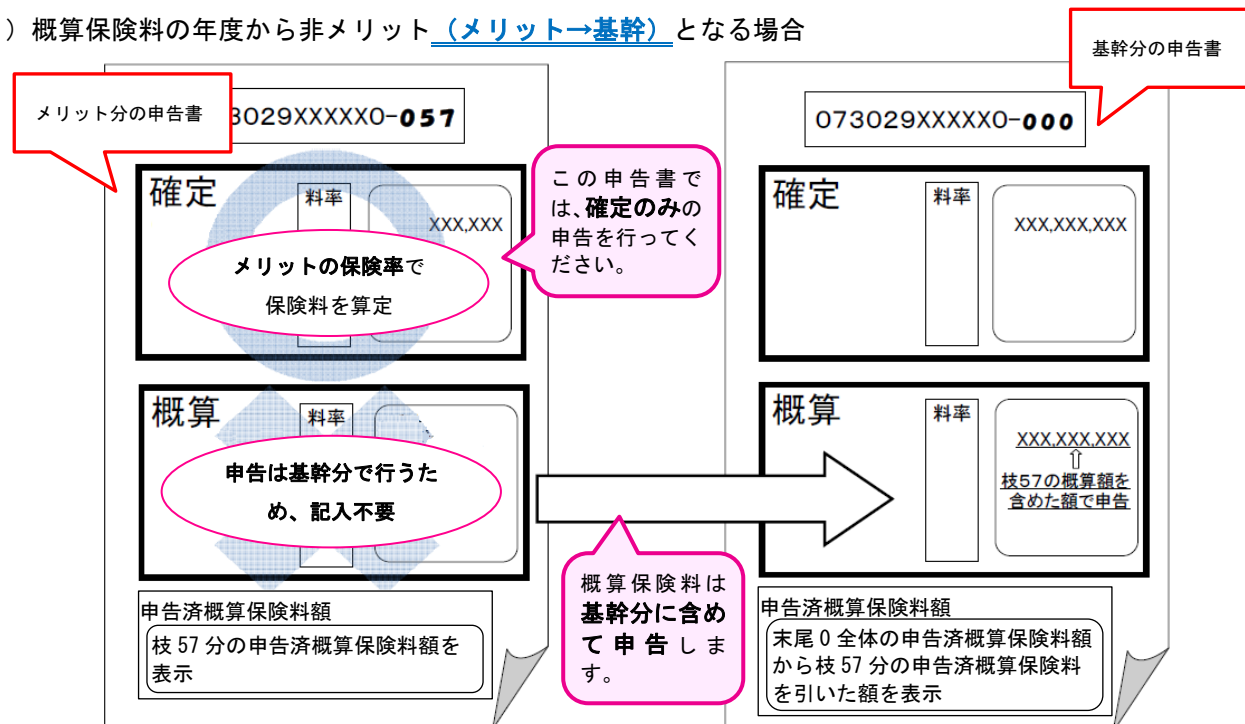 ）概算保険料の年度から非メリット（メリット→基幹）となる場合
メリット分の申告書
3029XXXXX0-057
確定
料率
XXX,XXX
メリットの保険率で
保険料を算定
この申告書で
は、確定のみの
申告を行ってく
ださい。
概算
料率
申告は基幹分で行うた
め、記入不要
概算保険料は
基幹分に含め
て申告しま
す。
申告済概算保険料額
枝57分の申告済概算保険料額を
表示
基幹分の申告書
073029XXXXX0-000
確定
料率
XXX,XXX,XXX
概算
料率
XXX,XXX,XXX
⇧
枝57の概算額を
含めた額で申告
申告済概算保険料額
末尾0全体の申告済概算保険料額
から枝57分の申告済概算保険料
を引いた額を表示